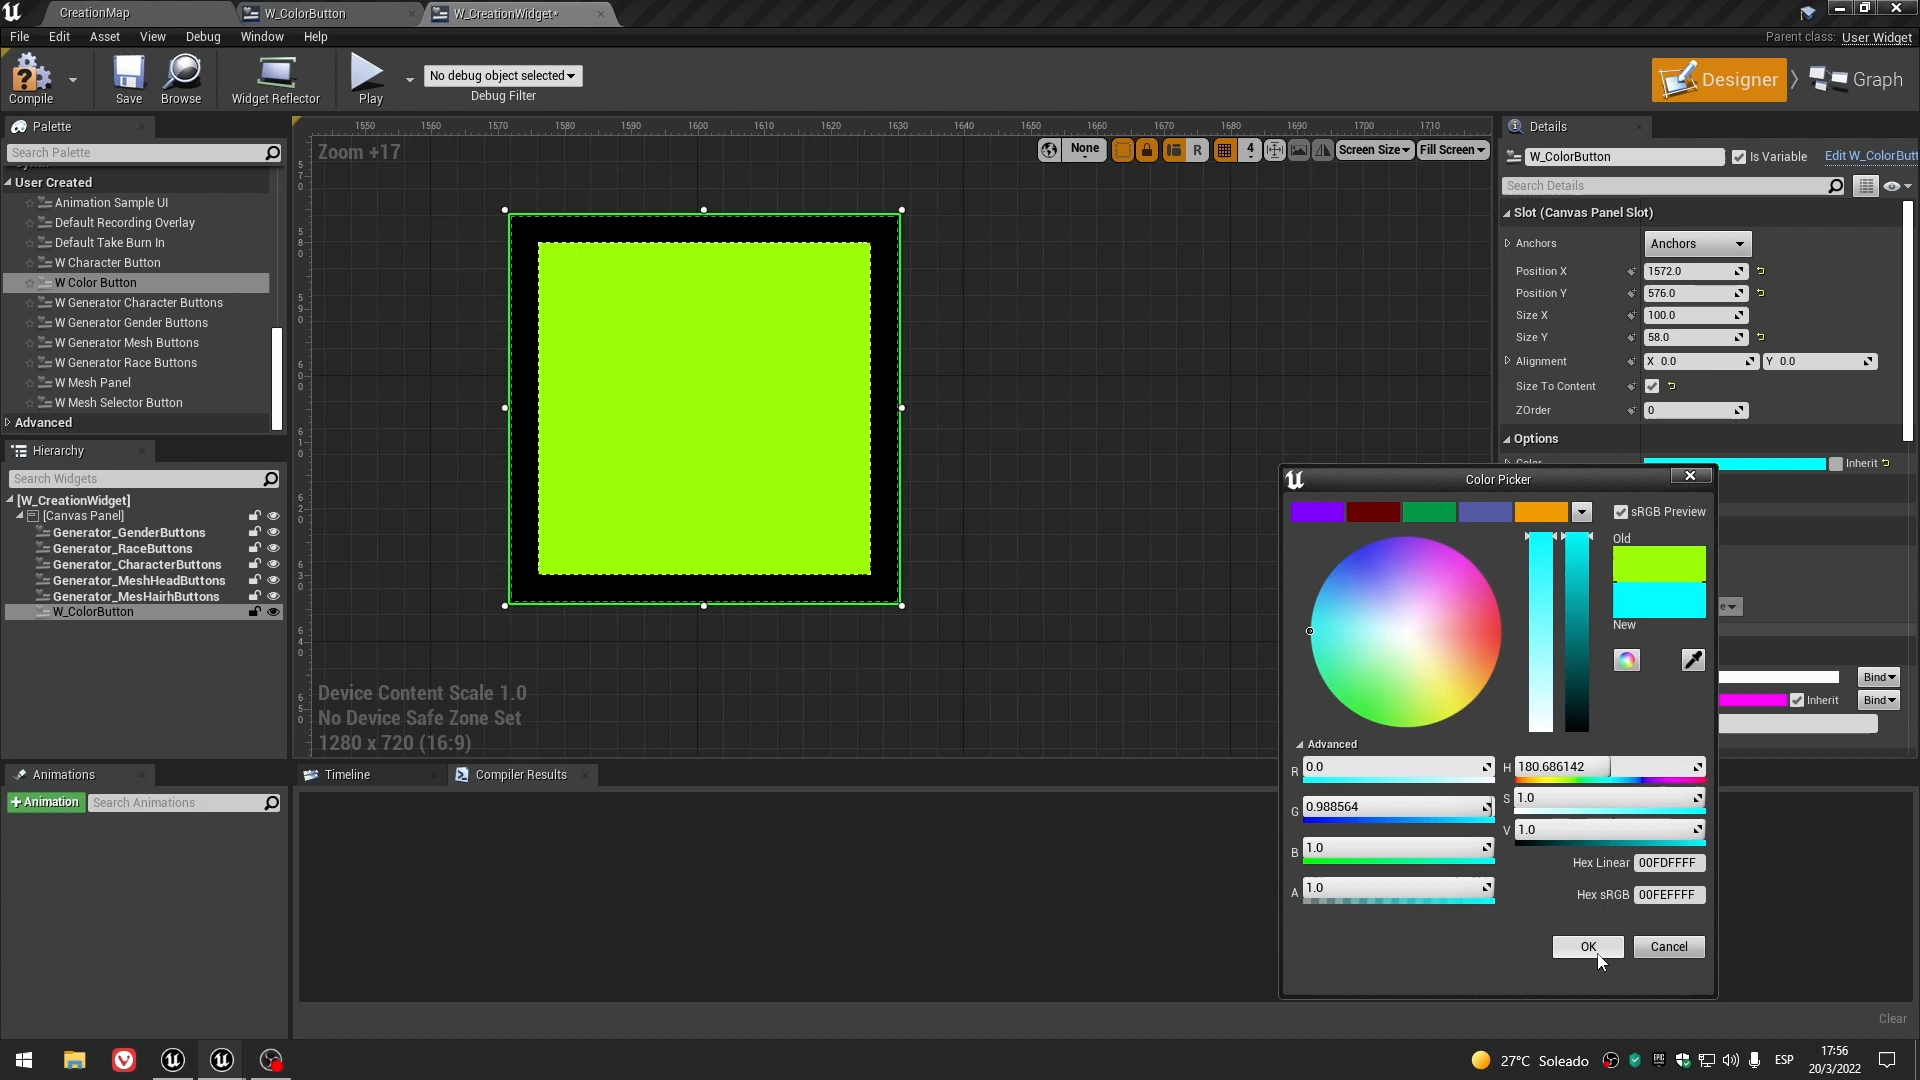 CreationMap
W_ColorButton
W_CreationWidget*
File Edit Asset View Debug Window Help
Parent class: User Widget
Compile
Save
Browse
Widget Reflector
Play
No debug object selected
Debug Filter
Designer
Graph
Palette
Search Palette
User Created
Animation Sample UI
Default Recording Overlay
Default Take Burn In
W Character Button
W Color Button
W Generator Character Buttons
W Generator Gender Buttons
W Generator Mesh Buttons
W Generator Race Buttons
W Mesh Panel
W Mesh Selector Button
Advanced
Hierarchy
Search Widgets
[W_CreationWidget]
[Canvas Panel]
Generator_GenderButtons
Generator_RaceButtons
Generator_CharacterButtons
Generator_MeshHeadButtons
Generator_MesHairhButtons
W_ColorButton
Animations
+ Animation
Search Animations
1550 1560 1570 1580 1590 1600 1610 1620 1630 1640 1650 1660 1670 1680 1690 1700 1710
Zoom +17
None
R
4
Screen Size
Fill Screen
Device Content Scale 1.0
No Device Safe Zone Set
1280 x 720 (16:9)
Timeline
Compiler Results
Clear
Details
W_ColorButton
Is Variable
Edit W_ColorButt
Search Details
Slot (Canvas Panel Slot)
Anchors
Anchors
Position X 1572.0
Position Y 576.0
Size X 100.0
Size Y 58.0
Alignment X 0.0 Y 0.0
Size To Content
ZOrder 0
Options
Color Inherit
Bind
Inherit Bind
Color Picker
sRGB Preview
Old
New
Advanced
R 0.0
G 0.988564
B 1.0
A 1.0
H 180.686142
S 1.0
V 1.0
Hex Linear 00FDFFFF
Hex sRGB 00FEFFFF
OK
Cancel
27°C Soleado
ESP
17:56
20/3/2022